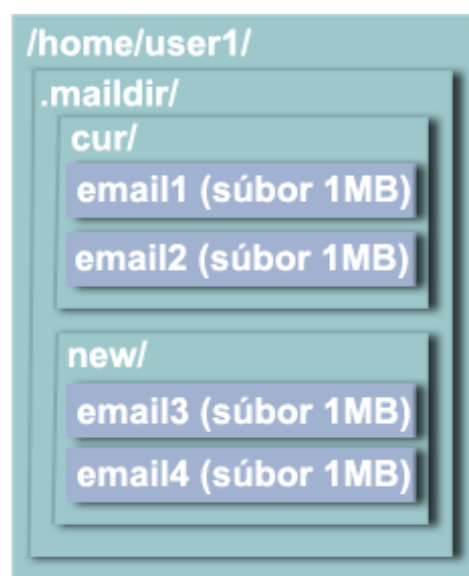 /home/user1/
.maildir/
cur/
email1 (súbor 1MB)
email2 (súbor 1MB)
new/
email3 (súbor 1MB)
email4 (súbor 1MB)